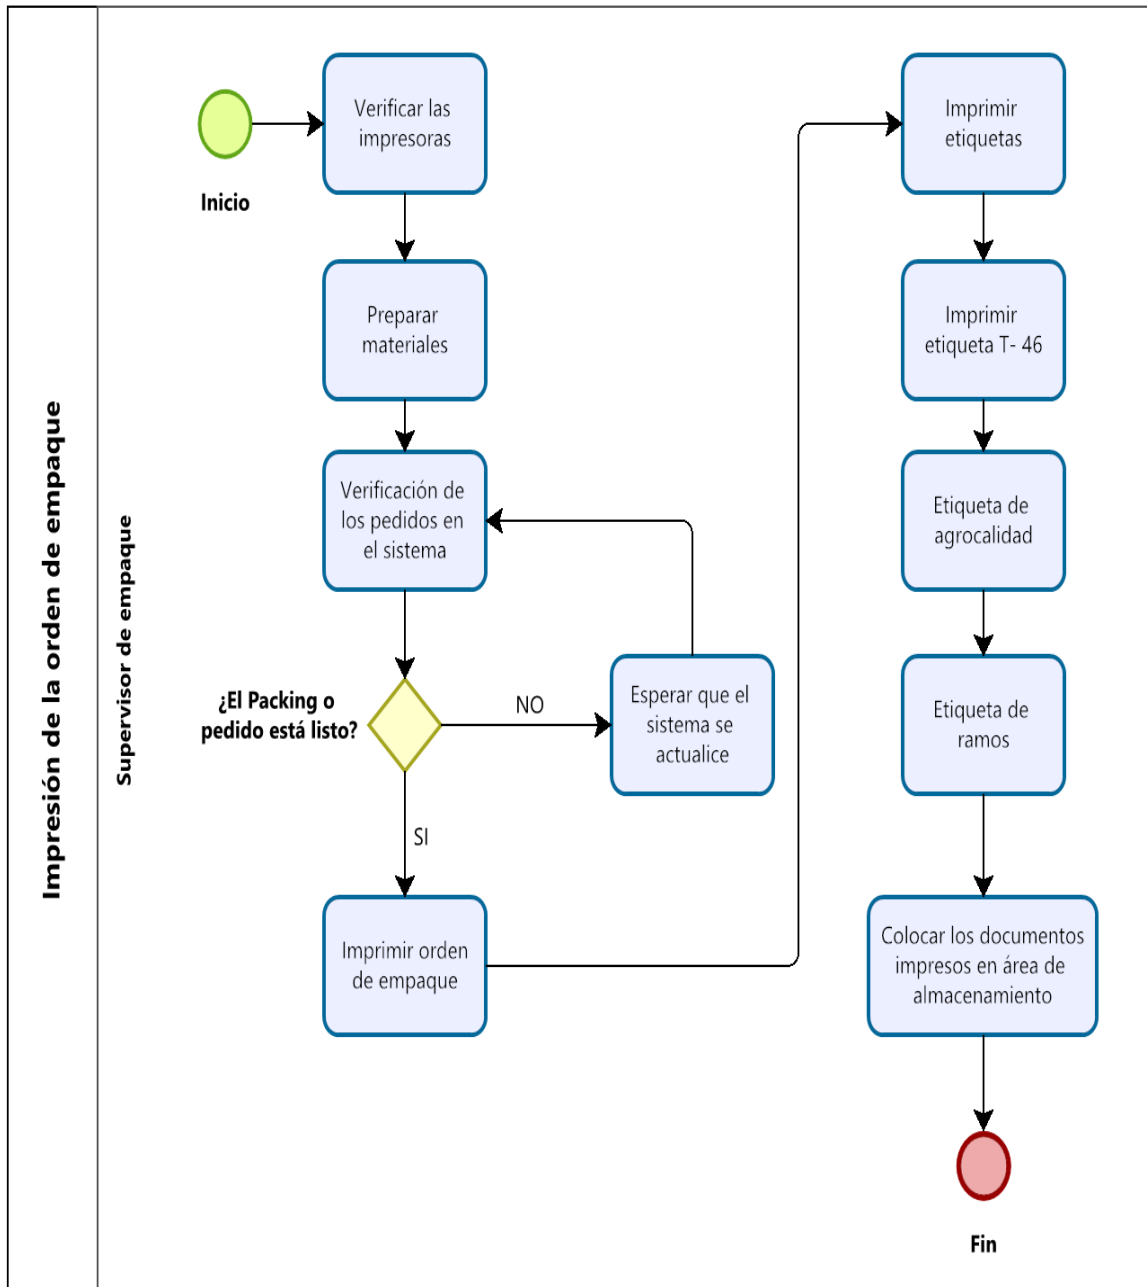 Impresión de la orden de empaque
Supervisor de empaque
Inicio
Verificar las
impresoras
Preparar
materiales
Verificación de
los pedidos en
el sistema
¿El Packing o
pedido está listo?
NO
Esperar que el
sistema se
actualice
SI
Imprimir orden
de empaque
Imprimir
etiquetas
Imprimir
etiqueta T- 46
Etiqueta de
agrocalidad
Etiqueta de
ramos
Colocar los documentos
impresos en área de
almacenamiento
Fin